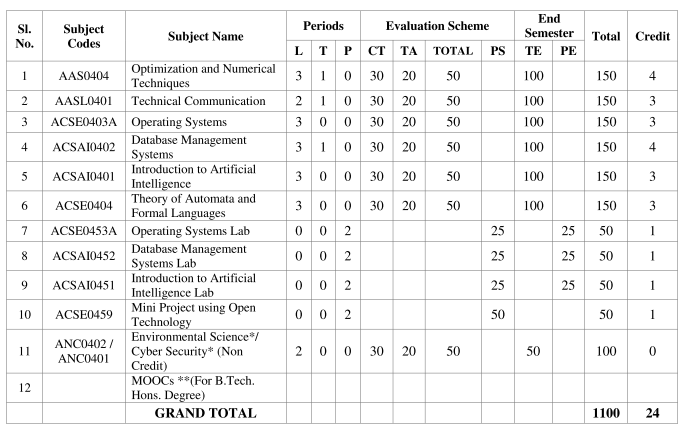 Sl. No. Subject Codes Subject Name Periods Evaluation Scheme End Semester Total Credit
L T P CT TA TOTAL PS TE PE
1 AAS0404 Optimization and Numerical Techniques 3 1 0 30 20 50 100 150 4
2 AASL0401 Technical Communication 2 1 0 30 20 50 100 150 3
3 ACSE0403A Operating Systems 3 0 0 30 20 50 100 150 3
4 ACSAI0402 Database Management Systems 3 1 0 30 20 50 100 150 4
5 ACSAI0401 Introduction to Artificial Intelligence 3 0 0 30 20 50 100 150 3
6 ACSE0404 Theory of Automata and Formal Languages 3 0 0 30 20 50 100 150 3
7 ACSE0453A Operating Systems Lab 0 0 2 25 25 50 1
8 ACSAI0452 Database Management Systems Lab 0 0 2 25 25 50 1
9 ACSAI0451 Introduction to Artificial Intelligence Lab 0 0 2 25 25 50 1
10 ACSE0459 Mini Project using Open Technology 0 0 2 50 50 1
11 ANC0402 / ANC0401 Environmental Science*/ Cyber Security* (Non Credit) 2 0 0 30 20 50 50 100 0
12 MOOCs **(For B.Tech. Hons. Degree)
GRAND TOTAL 1100 24